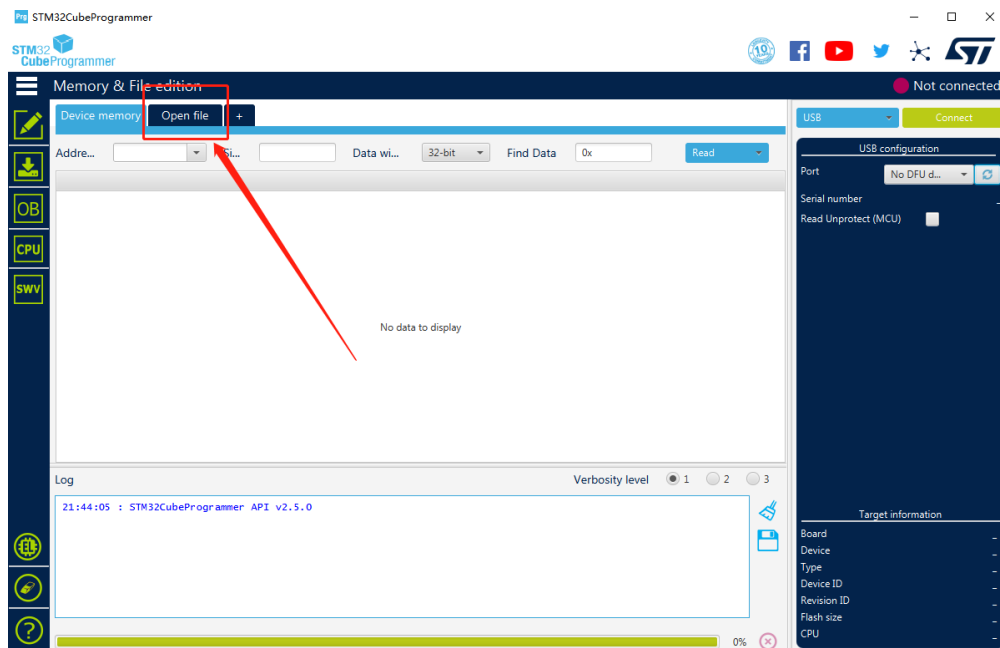 Prg STM32CubeProgrammer
STM32
CubeProgrammer
10
Memory & File edition
Not connected
Device memory
Open file
+
USB
Connect
Addre...
Si...
Data wi...
32-bit
Find Data
0x
Read
USB configuration
Port
No DFU d...
Serial number
Read Unprotect (MCU)
OB
CPU
SWV
No data to display
Log
Verbosity level
1
2
3
21:44:05 : STM32CubeProgrammer API v2.5.0
Target information
Board
Device
Type
Device ID
Revision ID
Flash size
CPU
EL
?
0%